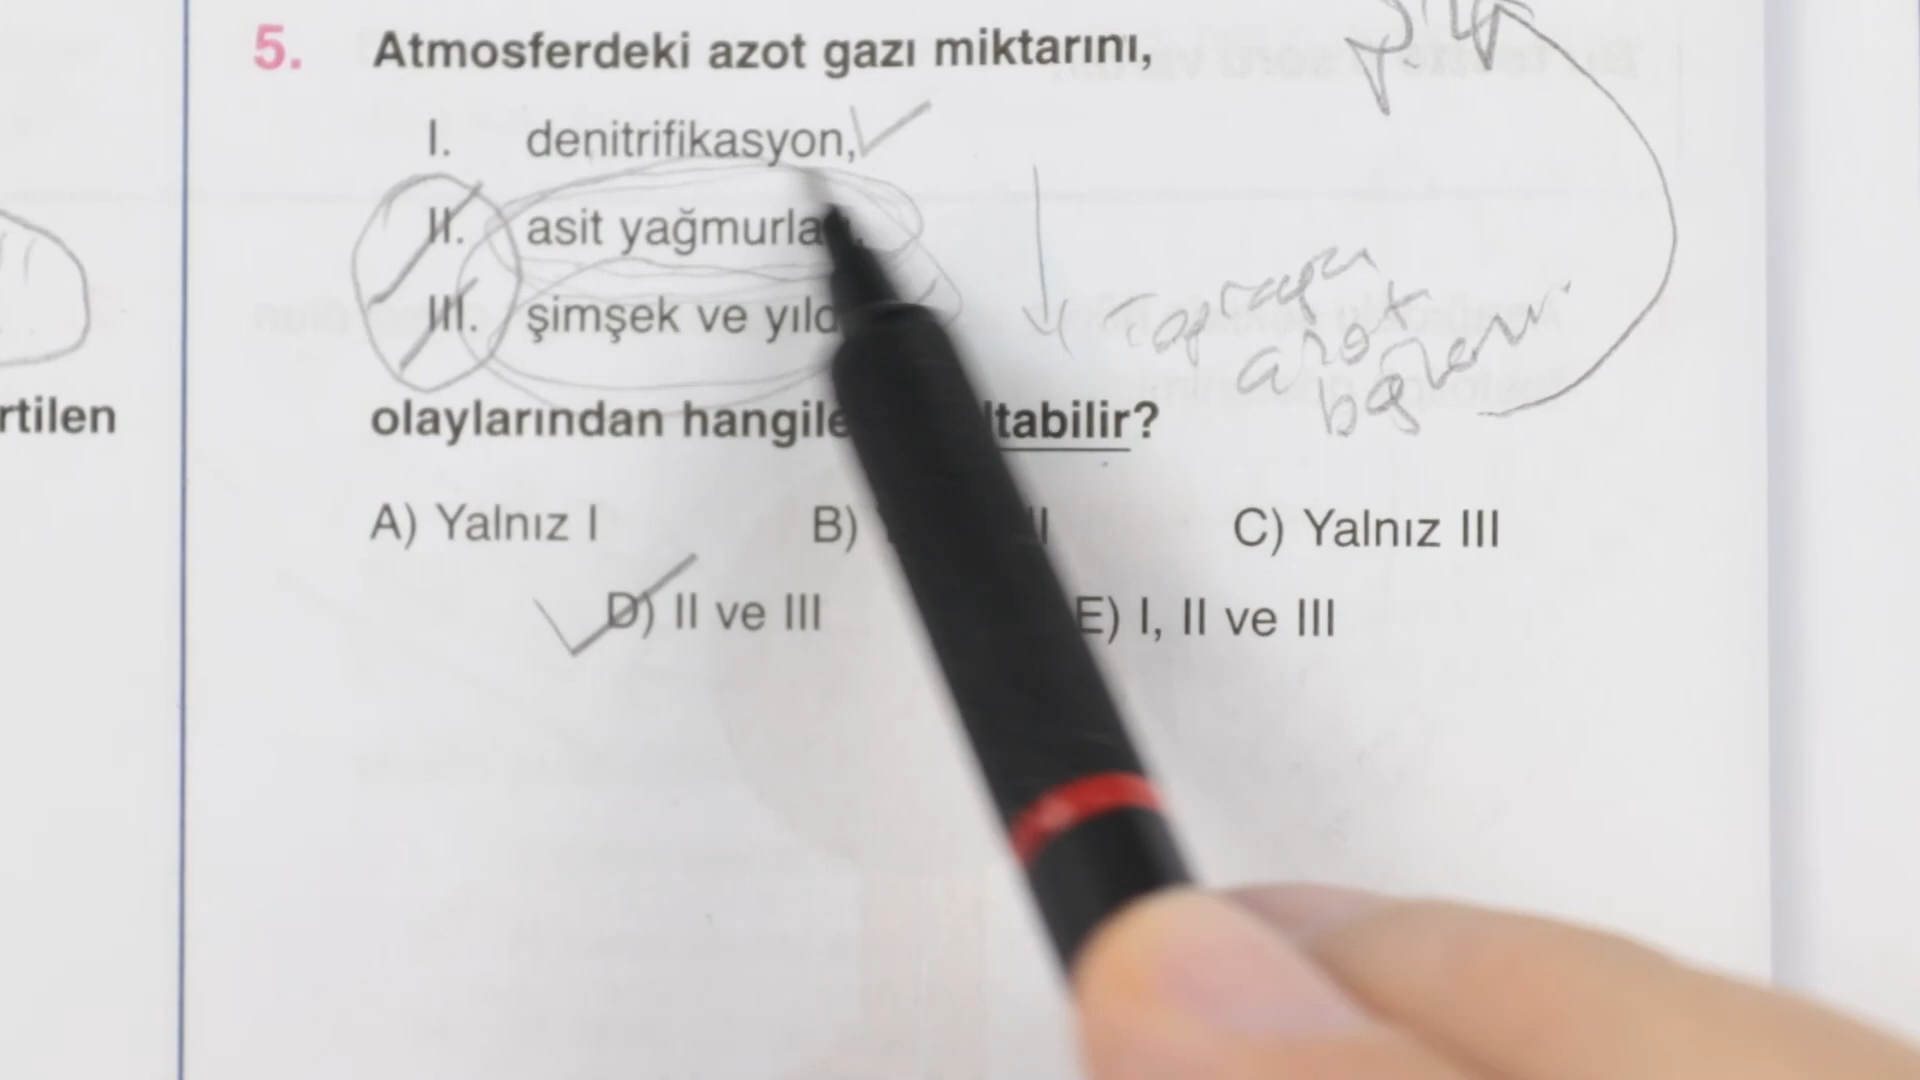 5. Atmosferdeki azot gazı miktarını,
I. denitrifikasyon,
II. asit yağmurla
III. şimşek ve yıld
rtilen
olaylarından hangile tabilir?
A) Yalnız I B) II C) Yalnız III
D) II ve III E) I, II ve III
azot